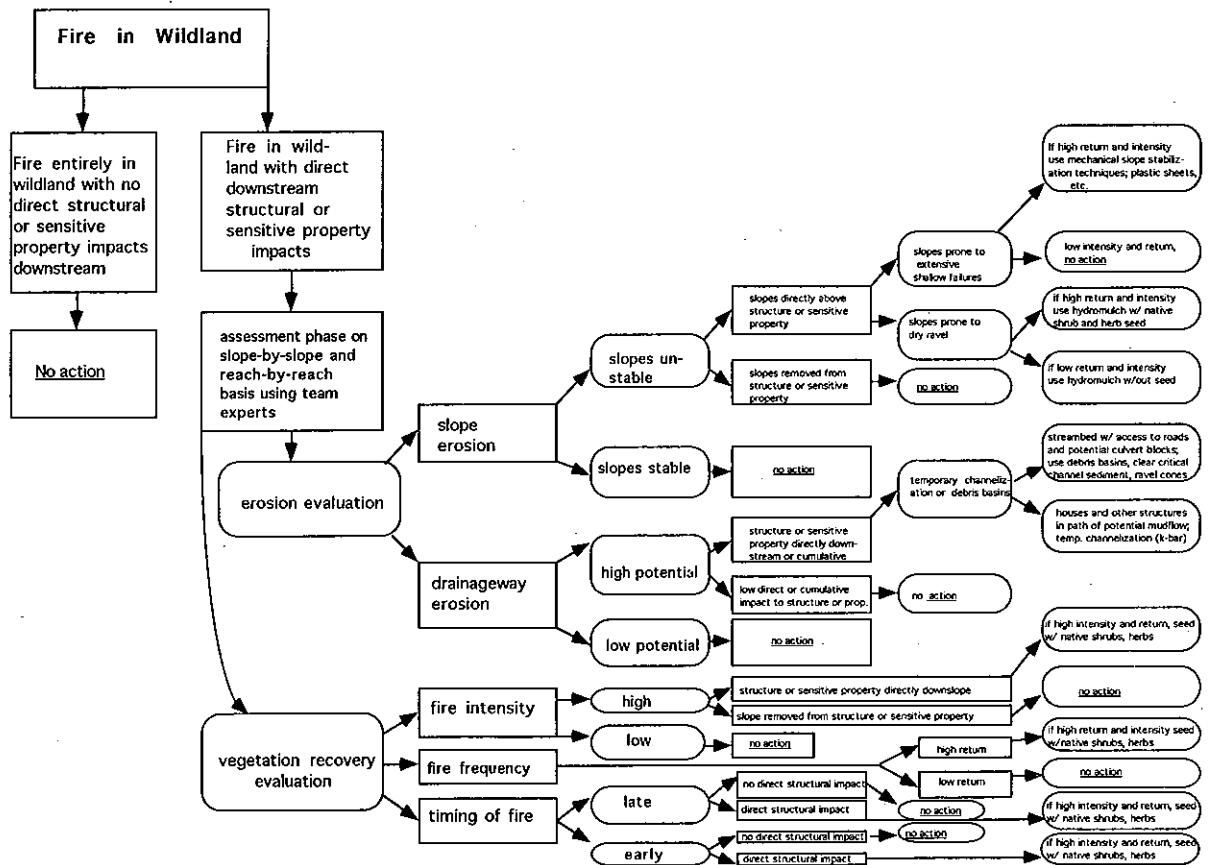 Fire in Wildland
Fire entirely in
wildland with no
direct structural
or sensitive
property impacts
downstream
No action
Fire in wild-
land with direct
downstream
structural or
sensitive property
impacts
assessment phase on
slope-by-slope and
reach-by-reach
basis using team
experts
erosion evaluation
slope
erosion
slopes un-
stable
slopes directly above
structure or sensitive
property
slopes prone to
extensive
shallow failures
If high return and intensity
use mechanical slope stabiliz-
ation techniques; plastic sheets,
etc.
low intensity and return,
no action
slopes prone to
dry ravel
if high return and intensity
use hydromulch w/ native
shrub and herb seed
if low return and intensity
use hydromulch w/out seed
slopes removed from
structure or sensitive
property
no action
slopes stable
no action
drainageway
erosion
high potential
structure or sensitive
property directly down-
stream or cumulative
temporary channeliz-
ation or debris basins
streambed w/ access to roads
and potential culvert blocks;
use debris basins, clear critical
channel sediment, ravel cones
houses and other structures
in path of potential mudflow;
temp. channelization (k-bar)
low direct or cumulative
impact to structure or prop.
no action
low potential
no action
vegetation recovery
evaluation
fire intensity
high
structure or sensitive property directly downslope
if high intensity and return, seed
w/ native shrubs, herbs
slope removed from structure or sensitive property
no action
low
no action
fire frequency
high return
if high return and intensity seed
w/native shrubs, herbs
low return
no action
timing of fire
late
no direct structural impact
no action
direct structural impact
if high intensity and return, seed
w/ native shrubs, herbs
early
no direct structural impact
no action
direct structural impact
if high intensity and return, seed
w/ native shrubs, herbs